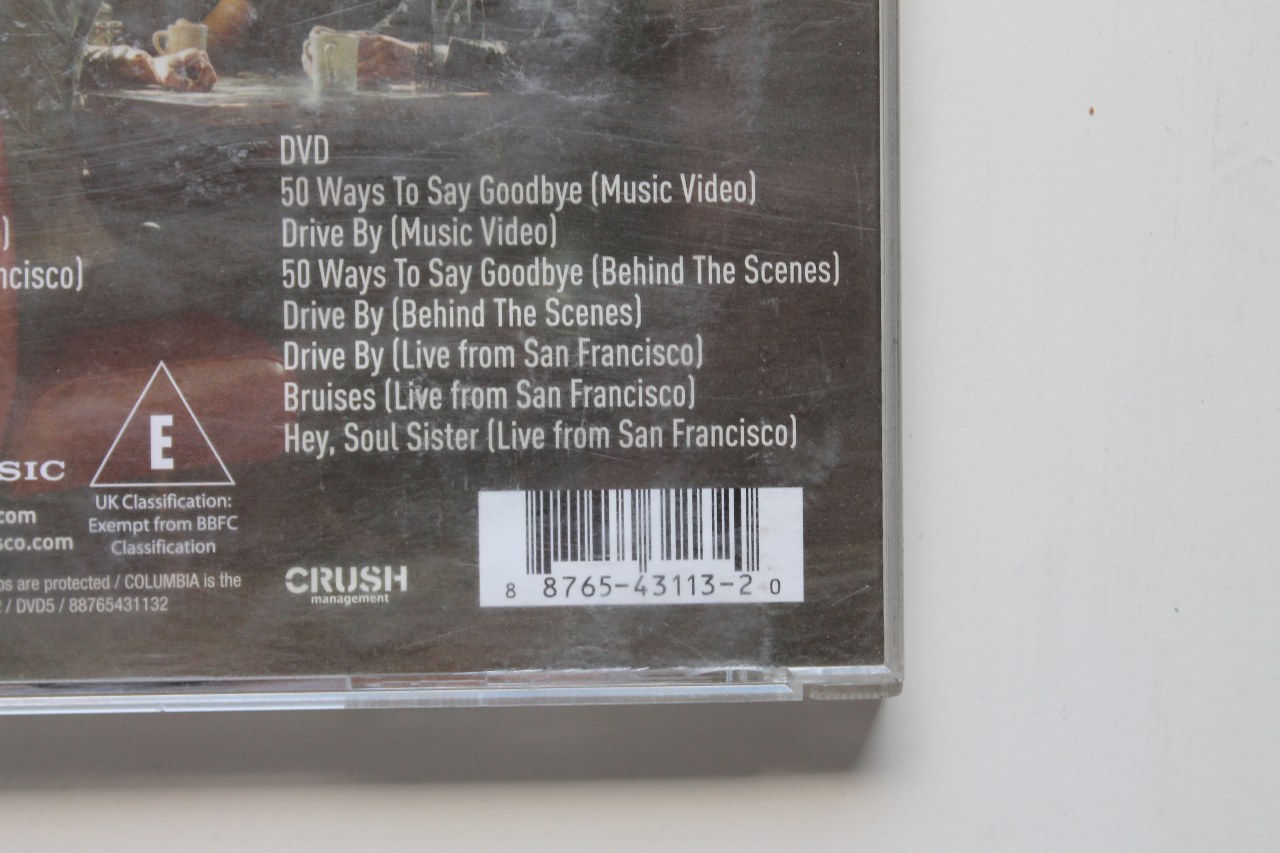 DVD
50 Ways To Say Goodbye (Music Video)
Drive By (Music Video)
50 Ways To Say Goodbye (Behind The Scenes)
Drive By (Behind The Scenes)
Drive By (Live from San Francisco)
Bruises (Live from San Francisco)
Hey, Soul Sister (Live from San Francisco)
)
ncisco)
E
UK Classification:
Exempt from BBFC
Classification
SIC
com
sco.com
os are protected / COLUMBIA is the
/ DVD5 / 88765431132
CRUSH
management
8 8765-43113-2 0